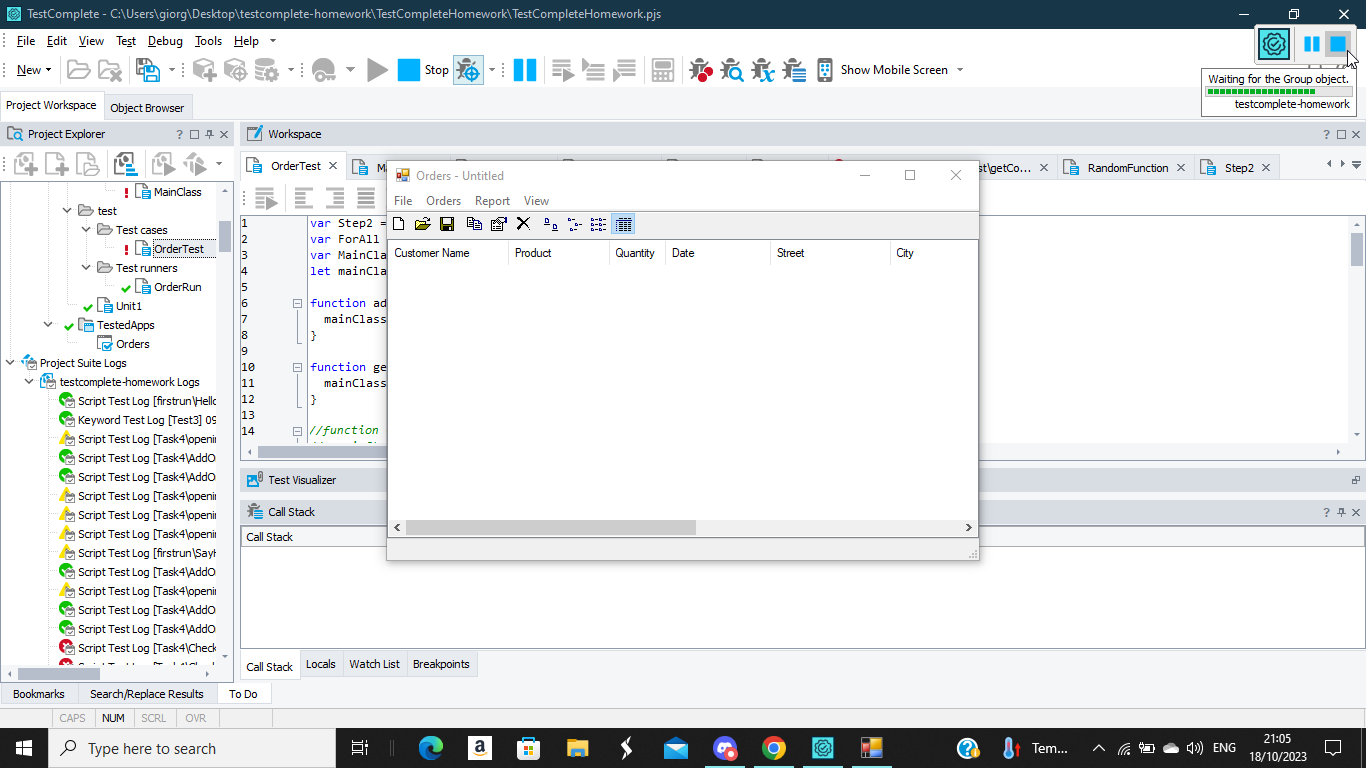 TestComplete - C:\Users\giorg\Desktop\testcomplete-homework\TestCompleteHomework\TestCompleteHomework.pjs
File Edit View Test Debug Tools Help
New Stop Show Mobile Screen
Waiting for the Group object.
testcomplete-homework
Project Workspace Object Browser
Project Explorer
MainClass
test
Test cases
OrderTest
Test runners
OrderRun
Unit1
TestedApps
Orders
Project Suite Logs
testcomplete-homework Logs
Script Test Log [firstrun\Hello
Keyword Test Log [Test3] 09
Script Test Log [Task4\openi
Script Test Log [Task4\AddO
Script Test Log [Task4\AddO
Script Test Log [Task4\openi
Script Test Log [Task4\openi
Script Test Log [Task4\openi
Script Test Log [firstrun\SayH
Script Test Log [Task4\AddO
Script Test Log [Task4\openi
Script Test Log [Task4\AddO
Script Test Log [Task4\AddO
Script Test Log [Task4\Check
Bookmarks Search/Replace Results To Do
Workspace
OrderTest Ma st\getCo... RandomFunction Step2
1 var Step2 =
2 var ForAll
3 var MainCla
4 let mainCla
5
6 function ad
7 mainClass
8 }
9
10 function ge
11 mainClass
12 }
13
14 //function
Orders - Untitled
File Orders Report View
Customer Name Product Quantity Date Street City
Test Visualizer
Call Stack
Call Stack
Call Stack Locals Watch List Breakpoints
CAPS NUM SCRL OVR
Type here to search
Tem... ENG
21:05
18/10/2023